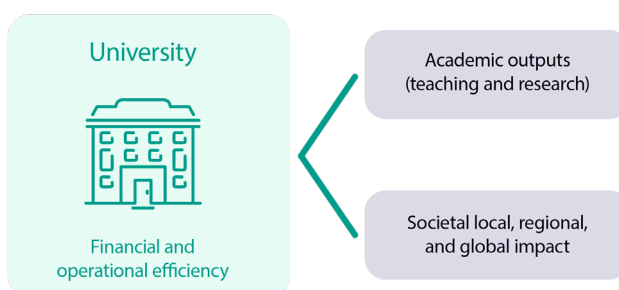 University
Financial and
operational efficiency
Academic outputs
(teaching and research)
Societal local, regional,
and global impact